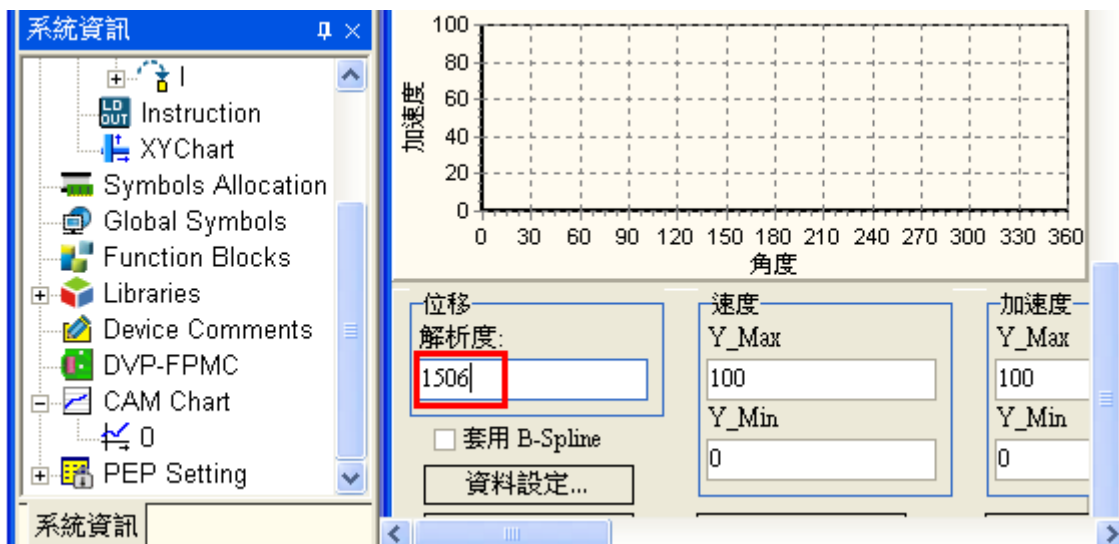 系統資訊
I
Instruction
XYChart
Symbols Allocation
Global Symbols
Function Blocks
Libraries
Device Comments
DVP-FPMC
CAM Chart
0
PEP Setting
系統資訊
加速度
100
80
60
40
20
0
0 30 60 90 120 150 180 210 240 270 300 330 360
角度
位移
解析度:
1506
套用 B-Spline
資料設定...
速度
Y_Max
100
Y_Min
0
加速度
Y_Max
100
Y_Min
0